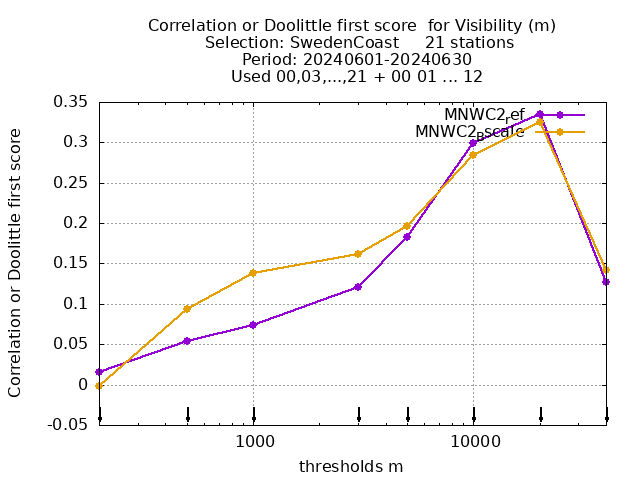 Correlation or Doolittle first score  for Visibility (m)
Selection: SwedenCoast     21 stations
Period: 20240601-20240630
Used 00,03,...,21 + 00 01 ... 12
MNWC2ref
MNWC2Bscale
Correlation or Doolittle first score
0.35
0.3
0.25
0.2
0.15
0.1
0.05
0
-0.05
1000 10000
thresholds m